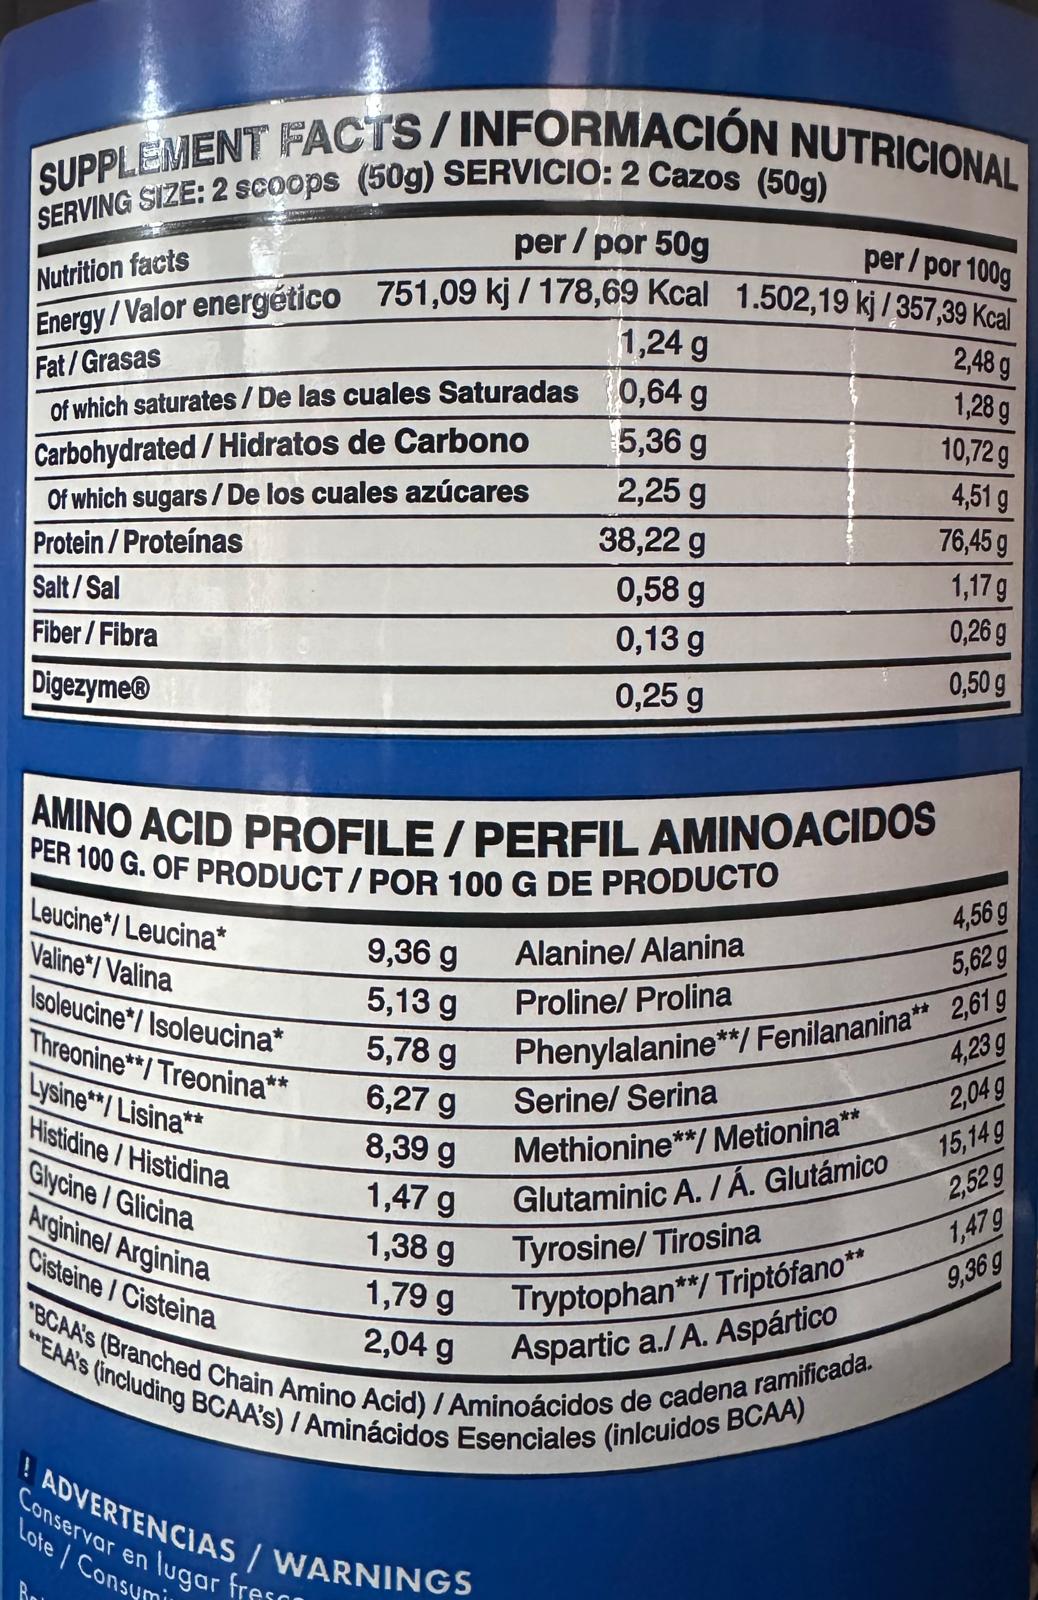 SUPPLEMENT FACTS / INFORMACIÓN NUTRICIONAL
SERVING SIZE: 2 scoops (50g) SERVICIO: 2 Cazos (50g)
Nutrition facts per / por 50g per / por 100g
Energy / Valor energético 751,09 kj / 178,69 Kcal 1.502,19 kj / 357,39 Kcal
Fat / Grasas 1,24 g 2,48 g
of which saturates / De las cuales Saturadas 0,64 g 1,28 g
Carbohydrated / Hidratos de Carbono 5,36 g 10,72 g
Of which sugars / De los cuales azúcares 2,25 g 4,51 g
Protein / Proteínas 38,22 g 76,45 g
Salt / Sal 0,58 g 1,17 g
Fiber / Fibra 0,13 g 0,26 g
Digezyme® 0,25 g 0,50 g
AMINO ACID PROFILE / PERFIL AMINOACIDOS
PER 100 G. OF PRODUCT / POR 100 G DE PRODUCTO
Leucine*/ Leucina* 9,36 g Alanine/ Alanina 4,56 g
Valine*/ Valina 5,13 g Proline/ Prolina 5,62 g
Isoleucine*/ Isoleucina* 5,78 g Phenylalanine**/ Fenilananina** 2,61 g
Threonine**/ Treonina** 6,27 g Serine/ Serina 4,23 g
Lysine**/ Lisina** 8,39 g Methionine**/ Metionina** 2,04 g
Histidine / Histidina 1,47 g Glutaminic A. / Á. Glutámico 15,14 g
Glycine / Glicina 1,38 g Tyrosine/ Tirosina 2,52 g
Arginine/ Arginina 1,79 g Tryptophan**/ Triptófano** 1,47 g
Cisteine / Cisteina 2,04 g Aspartic a./ A. Aspártico 9,36 g
*BCAA's (Branched Chain Amino Acid) / Aminoácidos de cadena ramificada.
**EAA's (including BCAA's) / Aminácidos Esenciales (inlcuidos BCAA)
! ADVERTENCIAS / WARNINGS
Conservar en lugar
Lote /